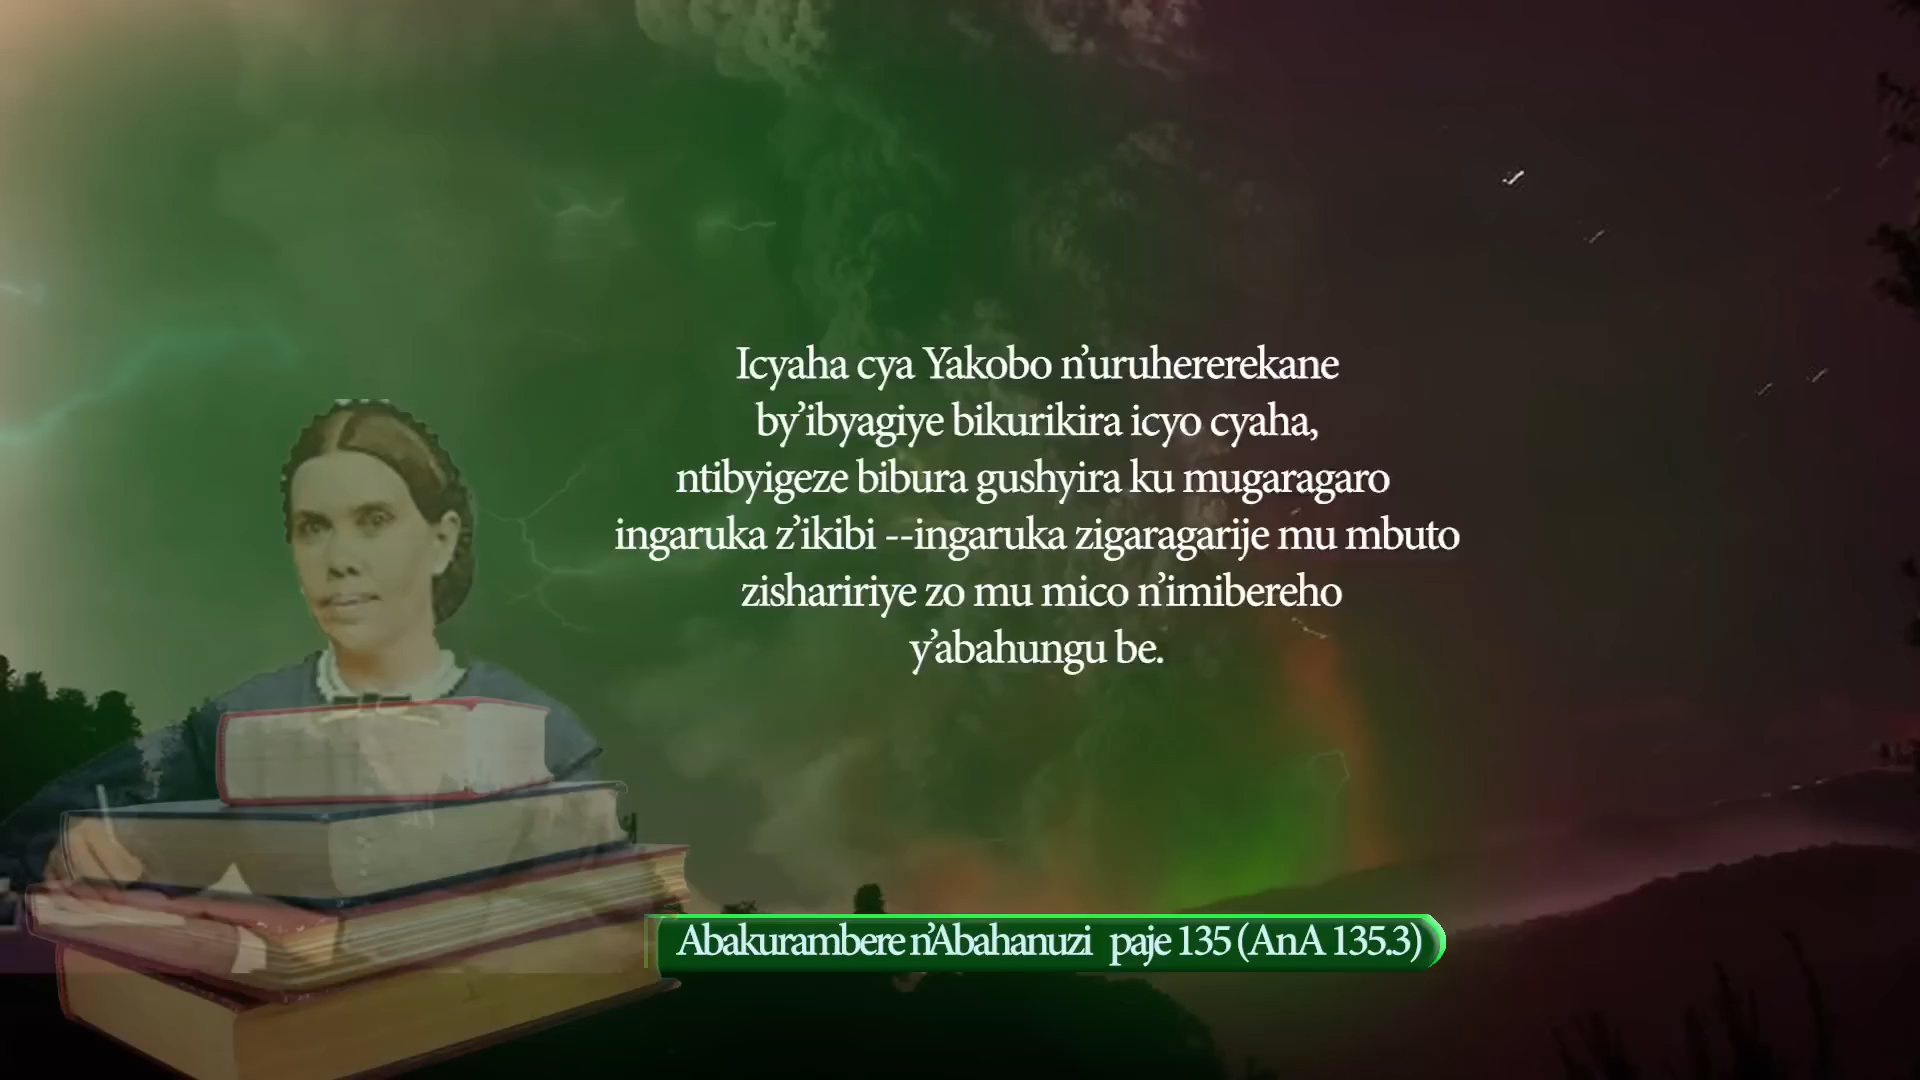 Icyaha cya Yakobo n’uruhererekane
by’ibyagiye bikurikira icyo cyaha,
ntibyigeze bibura gushyira ku mugaragaro
ingaruka z’ikibi --ingaruka zigaragarije mu mbuto
zishaririye zo mu mico n’imibereho
y’abahungu be.
Abakurambere n’Abahanuzi paje 135 (AnA 135.3)